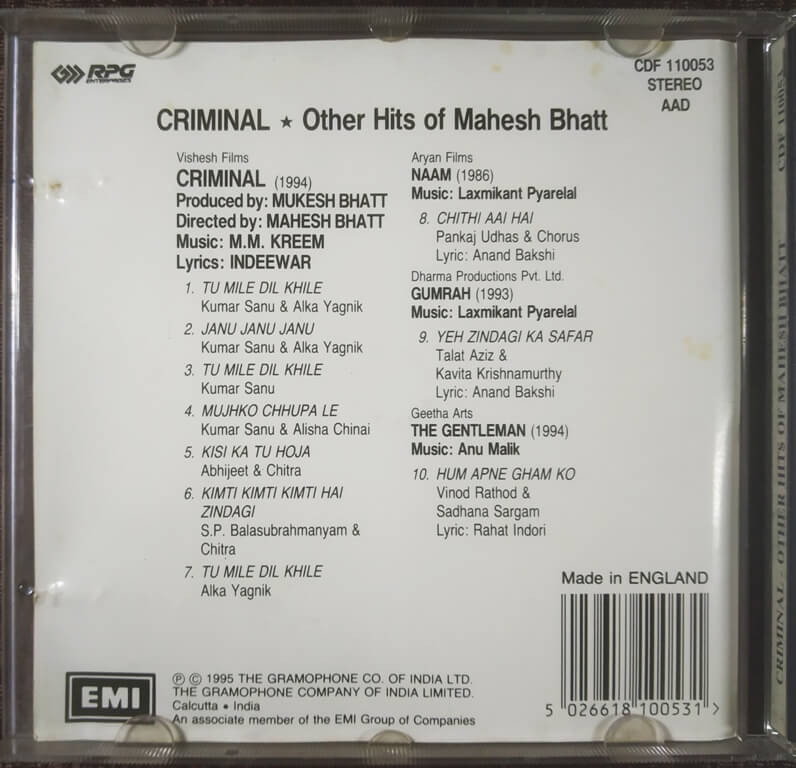 RPG
ENTERPRISES
CDF 110053
STEREO
AAD
CRIMINAL ★ Other Hits of Mahesh Bhatt
Vishesh Films
CRIMINAL (1994)
Produced by: MUKESH BHATT
Directed by: MAHESH BHATT
Music: M.M. KREEM
Lyrics: INDEEWAR
1. TU MILE DIL KHILE
Kumar Sanu & Alka Yagnik
2. JANU JANU JANU
Kumar Sanu & Alka Yagnik
3. TU MILE DIL KHILE
Kumar Sanu
4. MUJHKO CHHUPA LE
Kumar Sanu & Alisha Chinai
5. KISI KA TU HOJA
Abhijeet & Chitra
6. KIMTI KIMTI KIMTI HAI
ZINDAGI
S.P. Balasubrahmanyam &
Chitra
7. TU MILE DIL KHILE
Alka Yagnik
Aryan Films
NAAM (1986)
Music: Laxmikant Pyarelal
8. CHITHI AAI HAI
Pankaj Udhas & Chorus
Lyric: Anand Bakshi
Dharma Productions Pvt. Ltd.
GUMRAH (1993)
Music: Laxmikant Pyarelal
9. YEH ZINDAGI KA SAFAR
Talat Aziz &
Kavita Krishnamurthy
Lyric: Anand Bakshi
Geetha Arts
THE GENTLEMAN (1994)
Music: Anu Malik
10. HUM APNE GHAM KO
Vinod Rathod &
Sadhana Sargam
Lyric: Rahat Indori
Made in ENGLAND
5 026618 100531 >
EMI
Ⓟ © 1995 THE GRAMOPHONE CO. OF INDIA LTD.
THE GRAMOPHONE COMPANY OF INDIA LIMITED.
Calcutta • India
An associate member of the EMI Group of Companies
CRIMINAL - OTHER HITS OF MAHESH BHATT CDF 110053